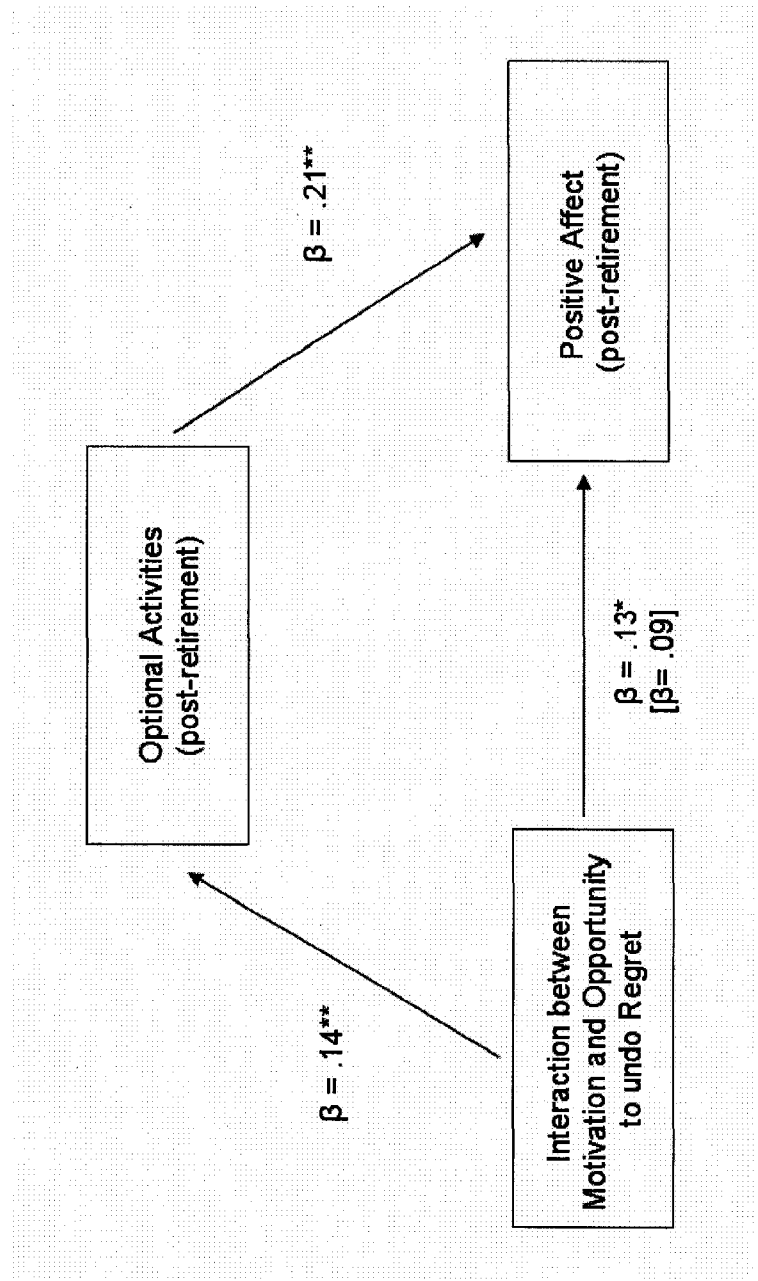 Optional Activities
(post-retirement)
β = .14**
β = .21**
Interaction between
Motivation and Opportunity
to undo Regret
β = .13*
[β= .09]
Positive Affect
(post-retirement)